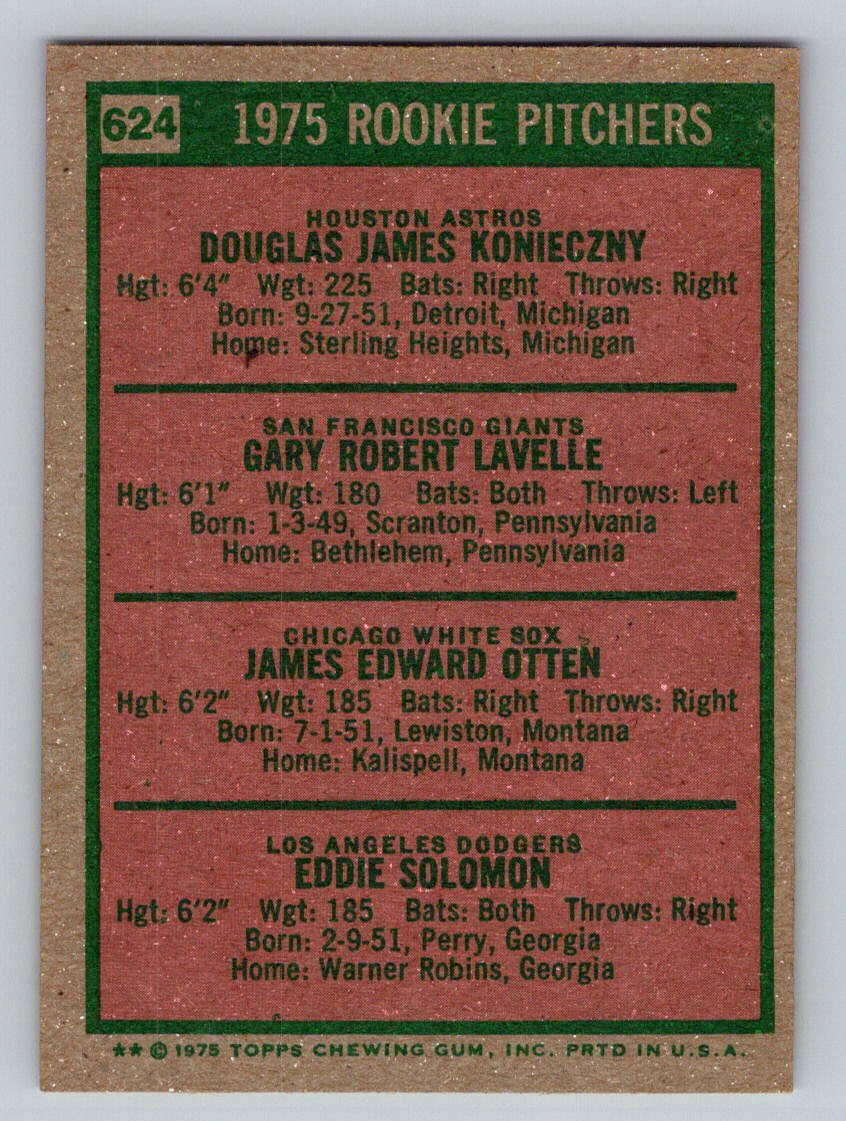 624 1975 ROOKIE PITCHERS
HOUSTON ASTROS
DOUGLAS JAMES KONIECZNY
Hgt: 6'4" Wgt: 225 Bats: Right Throws: Right
Born: 9-27-51, Detroit, Michigan
Home: Sterling Heights, Michigan
SAN FRANCISCO GIANTS
GARY ROBERT LAVELLE
Hgt: 6'1" Wgt: 180 Bats: Both Throws: Left
Born: 1-3-49, Scranton, Pennsylvania
Home: Bethlehem, Pennsylvania
CHICAGO WHITE SOX
JAMES EDWARD OTTEN
Hgt: 6'2" Wgt: 185 Bats: Right Throws: Right
Born: 7-1-51, Lewiston, Montana
Home: Kalispell, Montana
LOS ANGELES DODGERS
EDDIE SOLOMON
Hgt: 6'2" Wgt: 185 Bats: Both Throws: Right
Born: 2-9-51, Perry, Georgia
Home: Warner Robins, Georgia
** © 1975 TOPPS CHEWING GUM, INC. PRTD IN U.S.A.